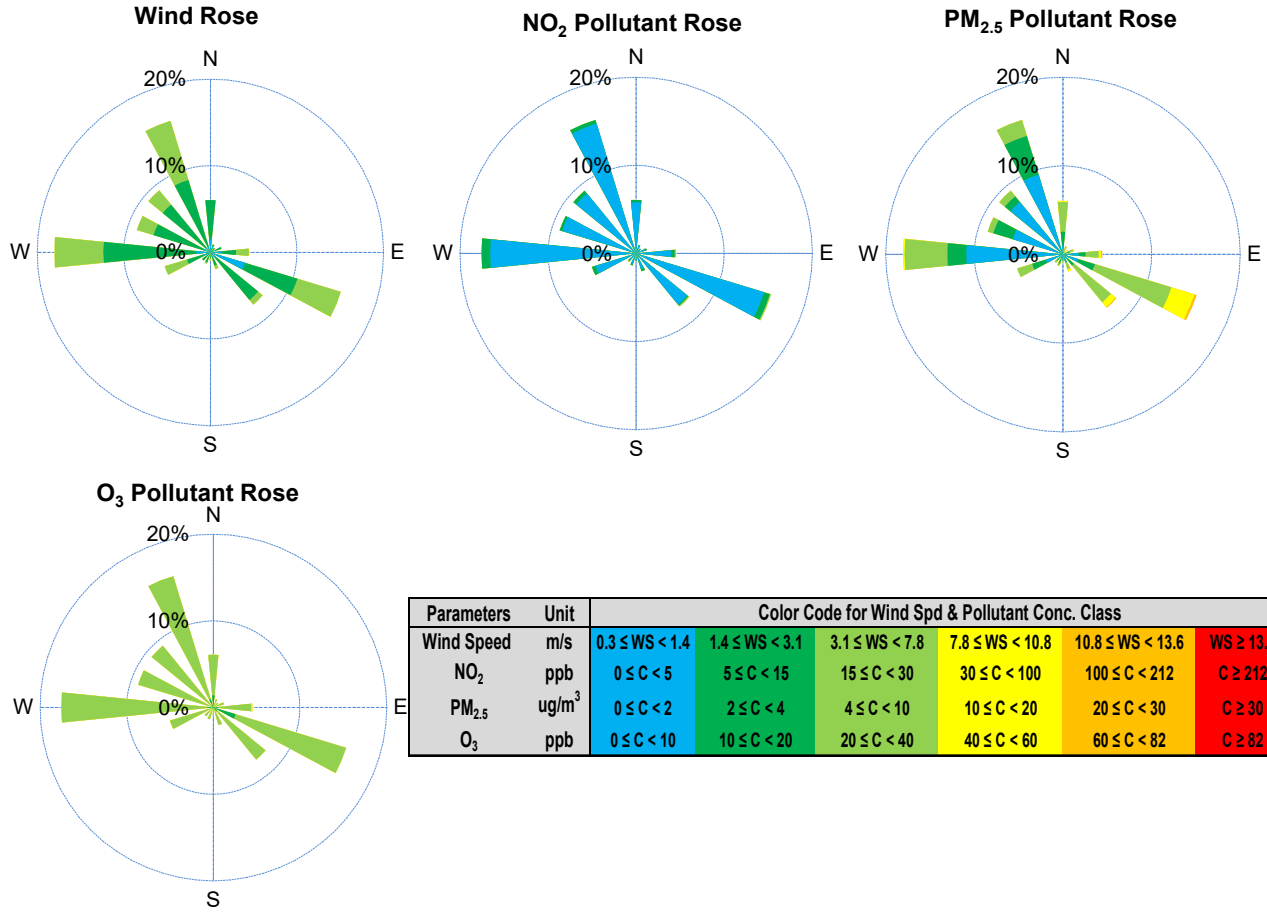 Wind Rose
N
20%
10%
0%
W
E
S
NO₂ Pollutant Rose
N
20%
10%
0%
W
E
S
PM₂.₅ Pollutant Rose
N
20%
10%
0%
W
E
S
O₃ Pollutant Rose
N
20%
10%
0%
W
E
S
Parameters Unit Color Code for Wind Spd & Pollutant Conc. Class
Wind Speed m/s 0.3 ≤ WS < 1.4 1.4 ≤ WS < 3.1 3.1 ≤ WS < 7.8 7.8 ≤ WS < 10.8 10.8 ≤ WS < 13.6 WS ≥ 13.
NO₂ ppb 0 ≤ C < 5 5 ≤ C < 15 15 ≤ C < 30 30 ≤ C < 100 100 ≤ C < 212 C ≥ 212
PM₂.₅ ug/m³ 0 ≤ C < 2 2 ≤ C < 4 4 ≤ C < 10 10 ≤ C < 20 20 ≤ C < 30 C ≥ 30
O₃ ppb 0 ≤ C < 10 10 ≤ C < 20 20 ≤ C < 40 40 ≤ C < 60 60 ≤ C < 82 C ≥ 82